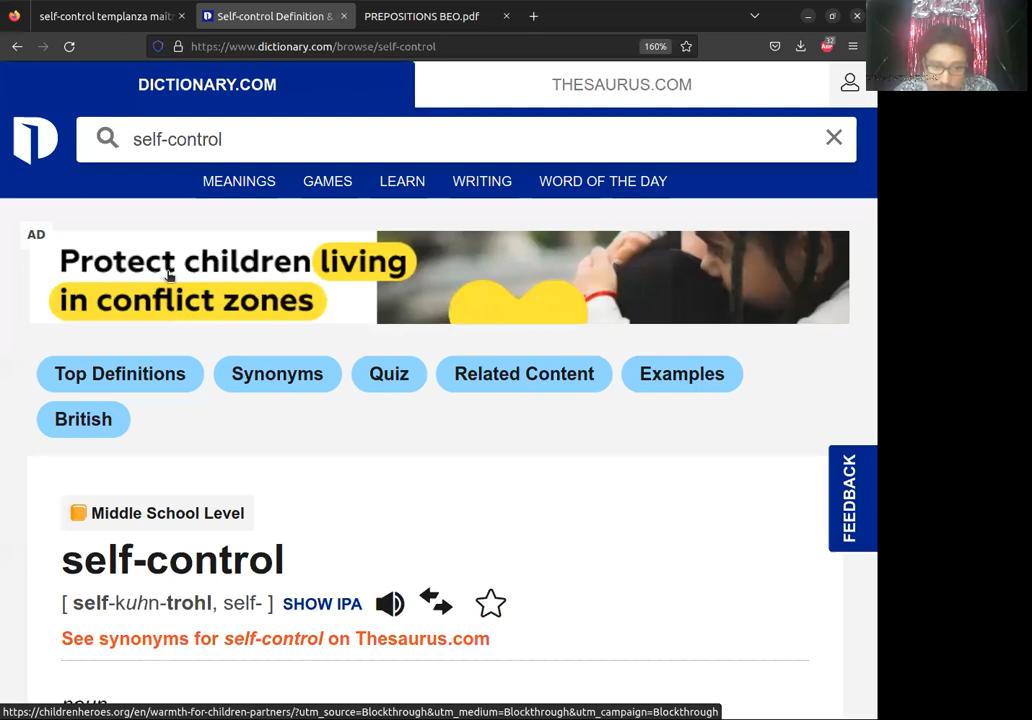 self-control templanza maîtr
Self-control Definition &
PREPOSITIONS BEO.pdf
https://www.dictionary.com/browse/self-control
160%
32
DICTIONARY.COM
THESAURUS.COM
self-control
MEANINGS
GAMES
LEARN
WRITING
WORD OF THE DAY
AD
Protect children living
in conflict zones
Top Definitions
Synonyms
Quiz
Related Content
Examples
British
FEEDBACK
Middle School Level
self-control
[ self-kuhn-trohl, self- ]
SHOW IPA
See synonyms for self-control on Thesaurus.com
noun
https://childrenheroes.org/en/warmth-for-children-partners/?utm_source=Blockthrough&utm_medium=Blockthrough&utm_campaign=Blockthrough